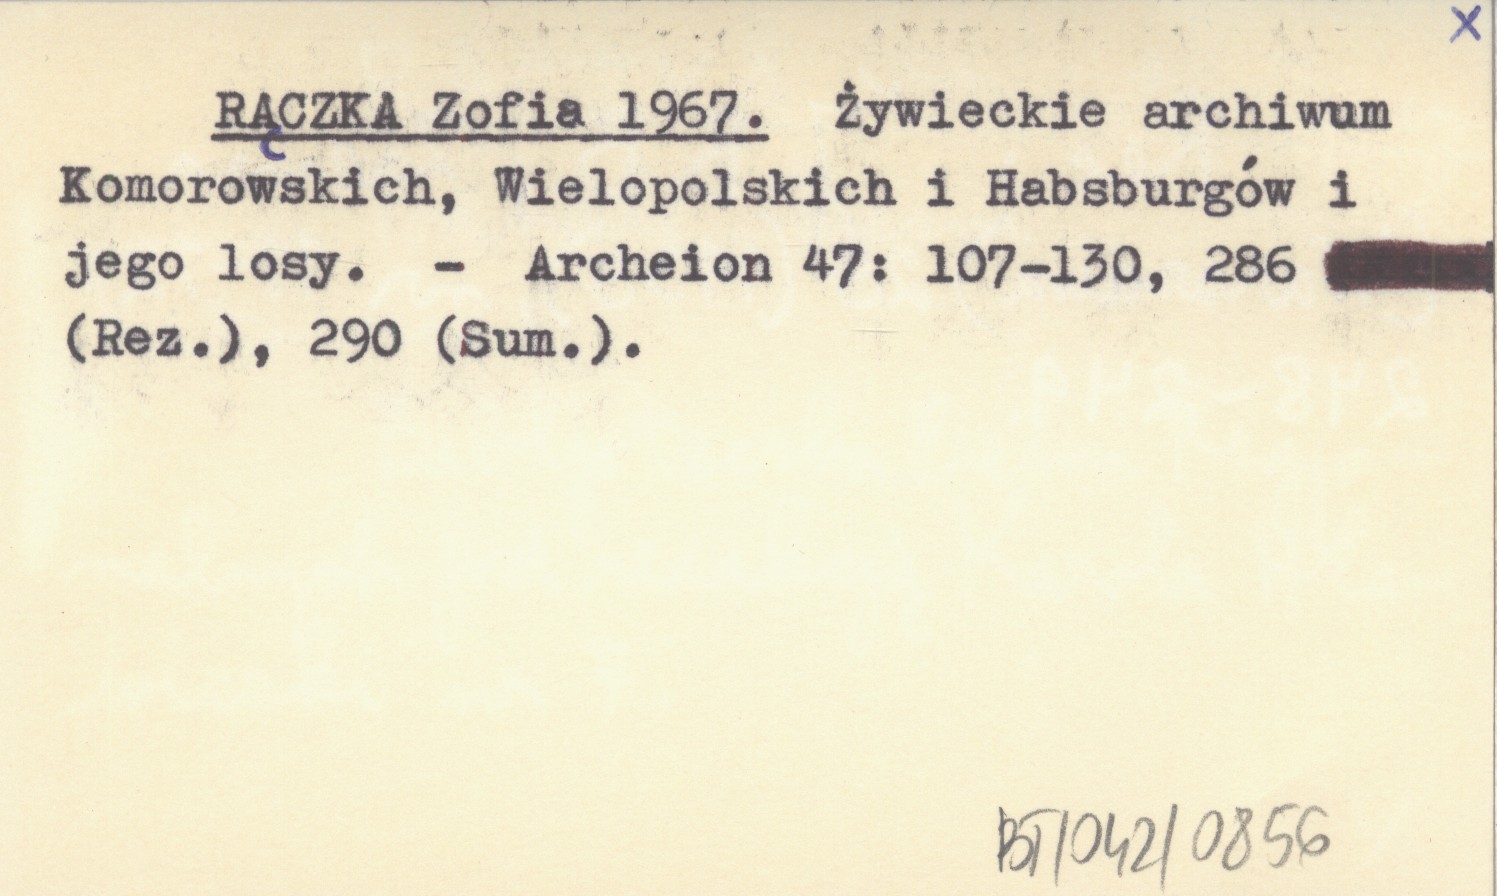 x
RĄCZKA Zofia 1967. Żywieckie archiwum
Komorowskich, Wielopolskich i Habsburgów i
jego losy. - Archeion 47: 107-130, 286
(Rez.), 290 (Sum.).
BT/042/0856